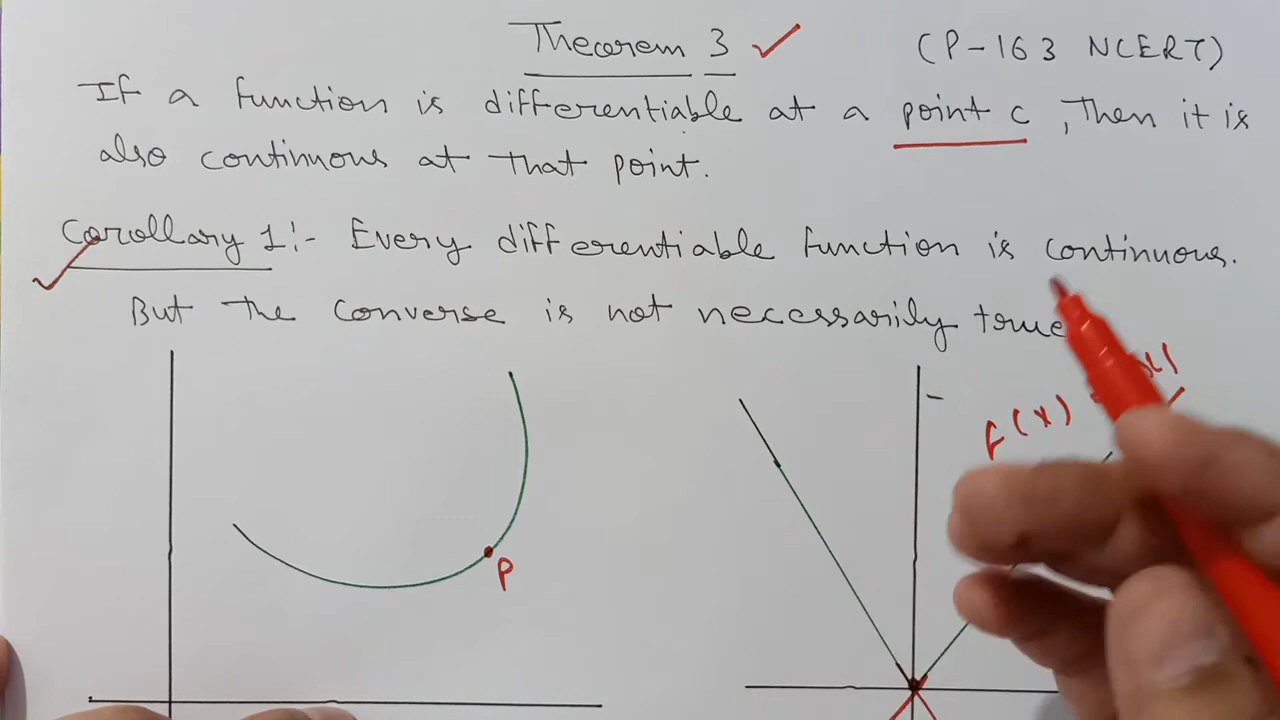 Theorem 3
(P-163 NCERT)
If a function is differentiable at a point c, Then it is
also continuous at that point.
Corollary 1:- Every differentiable function is continuous.
But the converse is not necessarily true
f(x)
P